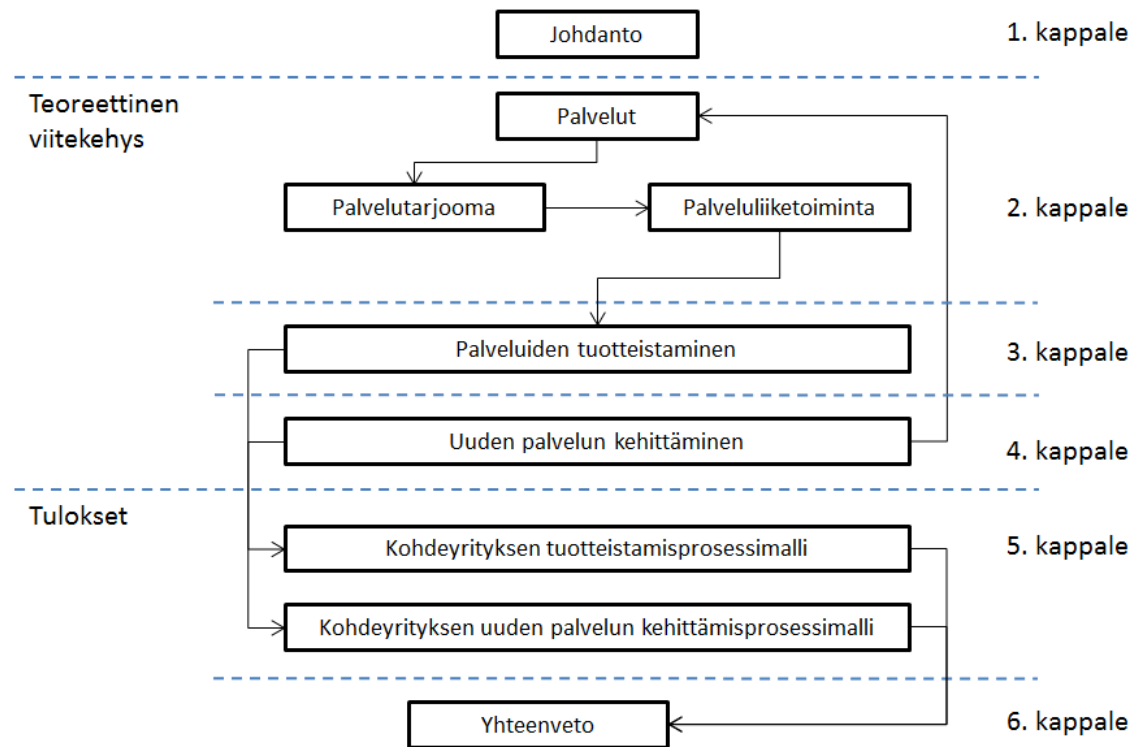 Johdanto
1. kappale
Teoreettinen
viitekehys
Palvelut
Palvelutarjooma
Palveluliiketoiminta
2. kappale
Palveluiden tuotteistaminen
3. kappale
Uuden palvelun kehittäminen
4. kappale
Tulokset
Kohdeyrityksen tuotteistamisprosessimalli
5. kappale
Kohdeyrityksen uuden palvelun kehittämisprosessimalli
Yhteenveto
6. kappale